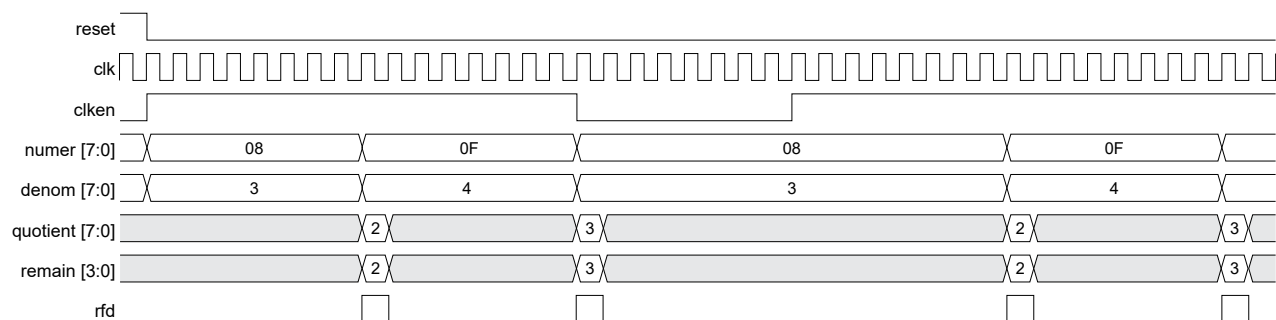 reset
clk
clken
numer [7:0] 08 0F 08 0F
denom [7:0] 3 4 3 4
quotient [7:0] 2 3 2 3
remain [3:0] 2 3 2 3
rfd